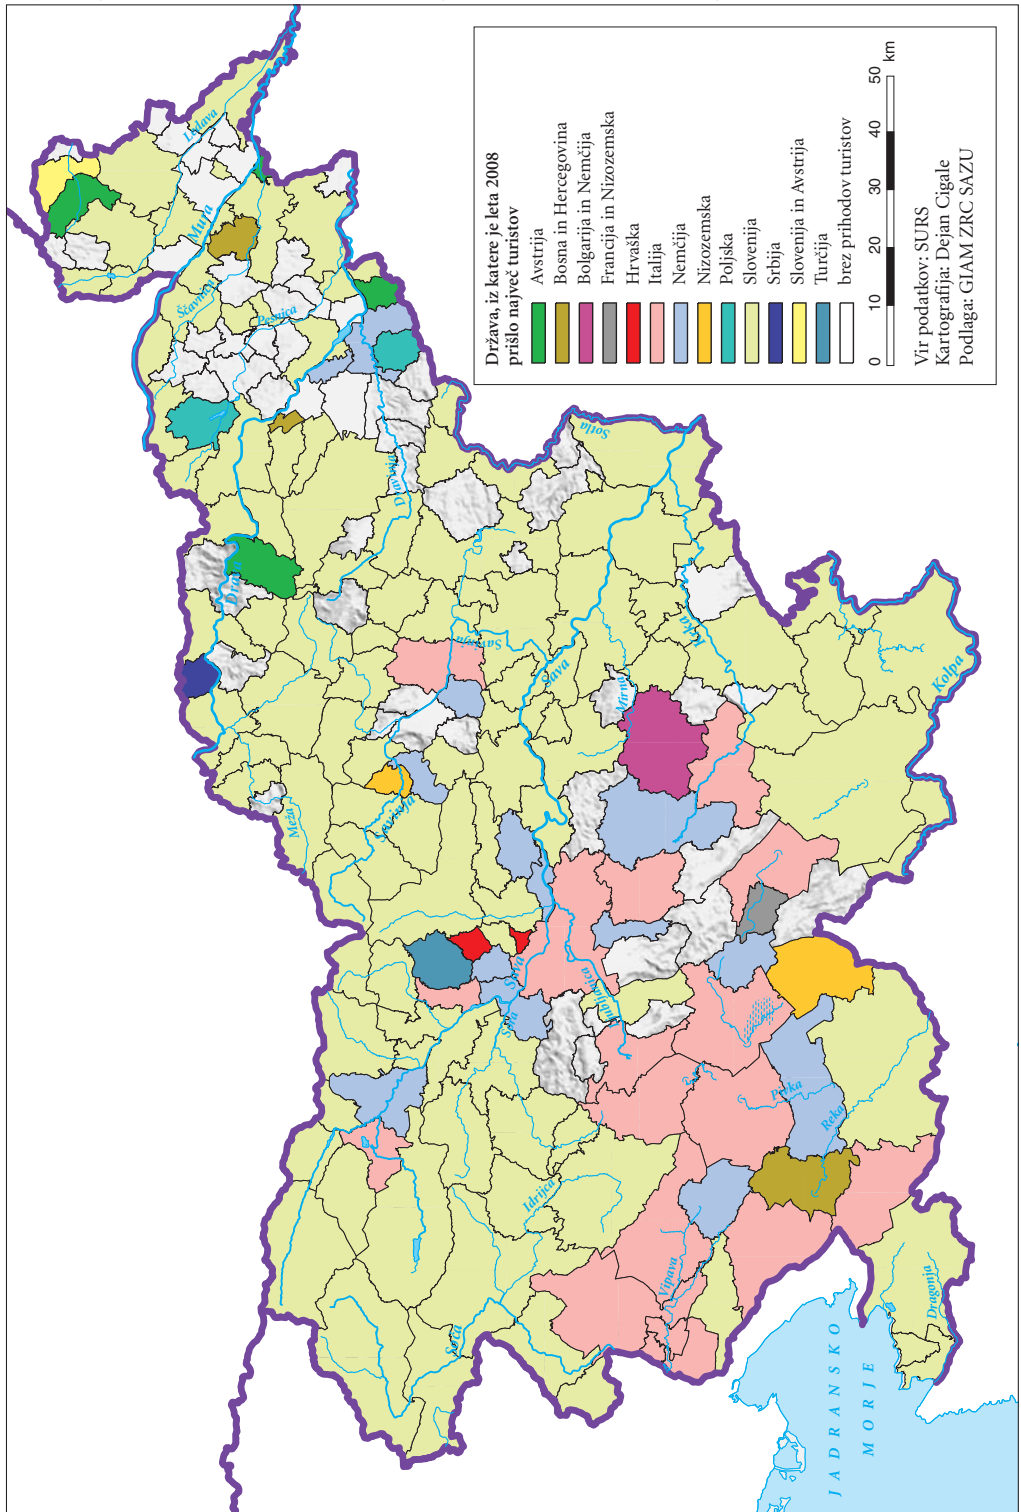 Država, iz katere je leta 2008
prišlo največ turistov
Avstrija
Bosna in Hercegovina
Bolgarija in Nemčija
Francija in Nizozemska
Hrvaška
Italija
Nemčija
Nizozemska
Poljska
Slovenija
Srbija
Slovenija in Avstrija
Turčija
brez prihodov turistov
0 10 20 30 40 50 km
Vir podatkov: SURS
Kartografija: Dejan Cigale
Podlaga: GIAM ZRC SAZU
Ledava
Mura
Ščavnica
Pesnica
Dravinja
Drava
Meža
Savinja
Savinja
Sotla
Sava
Mirna
Krka
Kolpa
Sava
Sora
Ljubljanica
Idrijca
Soča
Vipava
Pivka
Reka
Dragonja
JADRANSKO
MORJE